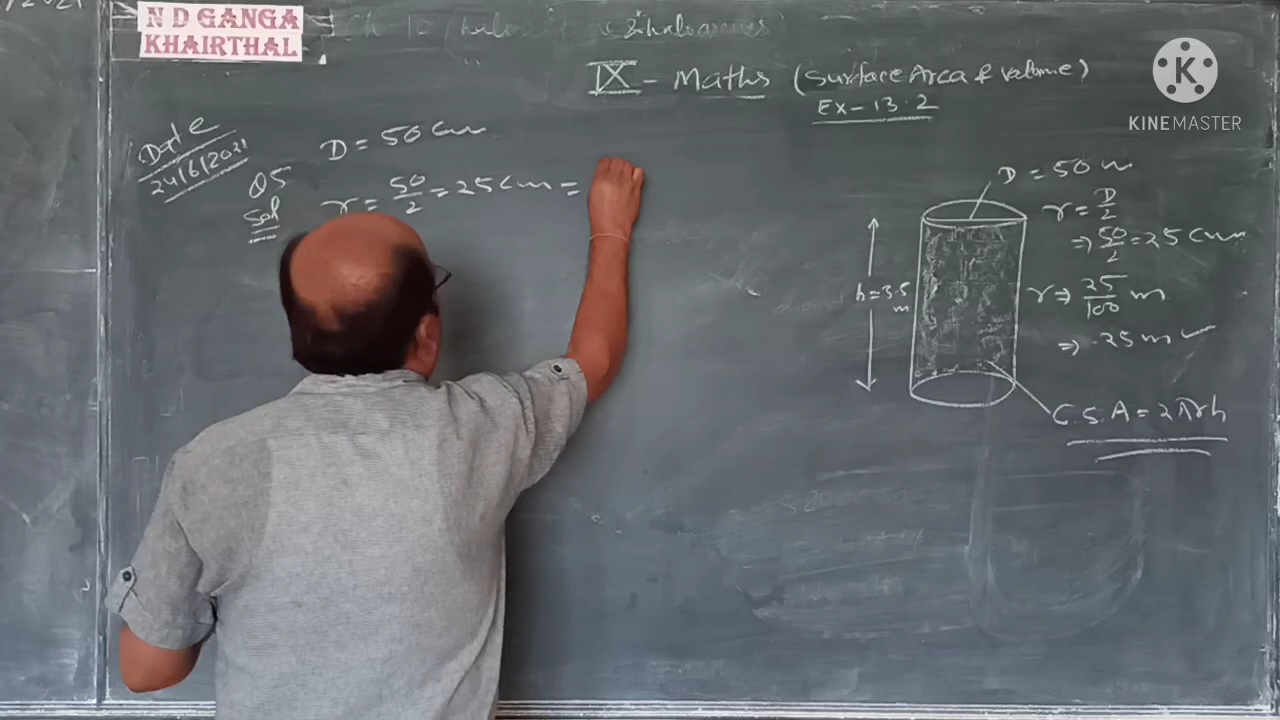 N D GANGA
KHAIRTHAL
IX - Maths (Surface Area & Volume)
Ex-13.2
KINEMASTER
Date
24/6/2021
Q5
Sol
D = 50 cm
r = 50/2 = 25 cm =
D = 50 m
r = D/2
⇒ 50/2 = 25 cm
h = 3.5 m
r ⇒ 25/100 m
⇒ .25 m ✓
C.S.A = 2πrh